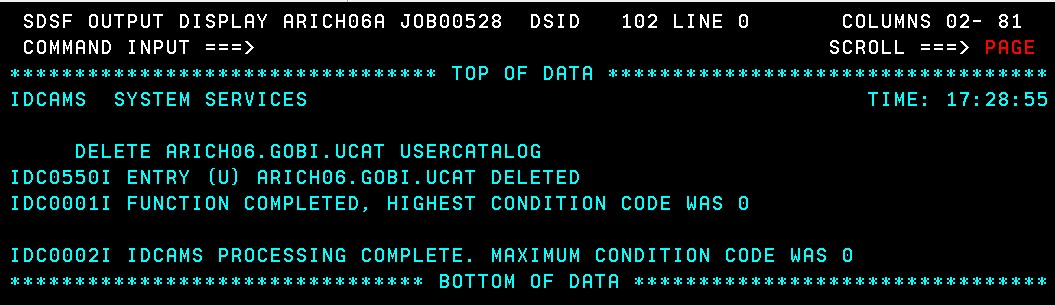 SDSF OUTPUT DISPLAY ARICH06A JOB00528  DSID   102 LINE 0       COLUMNS 02- 81
COMMAND INPUT ===>                                            SCROLL ===> PAGE
********************************* TOP OF DATA **********************************
IDCAMS  SYSTEM SERVICES                                           TIME: 17:28:55
     DELETE ARICH06.GOBI.UCAT USERCATALOG
IDC0550I ENTRY (U) ARICH06.GOBI.UCAT DELETED
IDC0001I FUNCTION COMPLETED, HIGHEST CONDITION CODE WAS 0
IDC0002I IDCAMS PROCESSING COMPLETE. MAXIMUM CONDITION CODE WAS 0
******************************** BOTTOM OF DATA ********************************